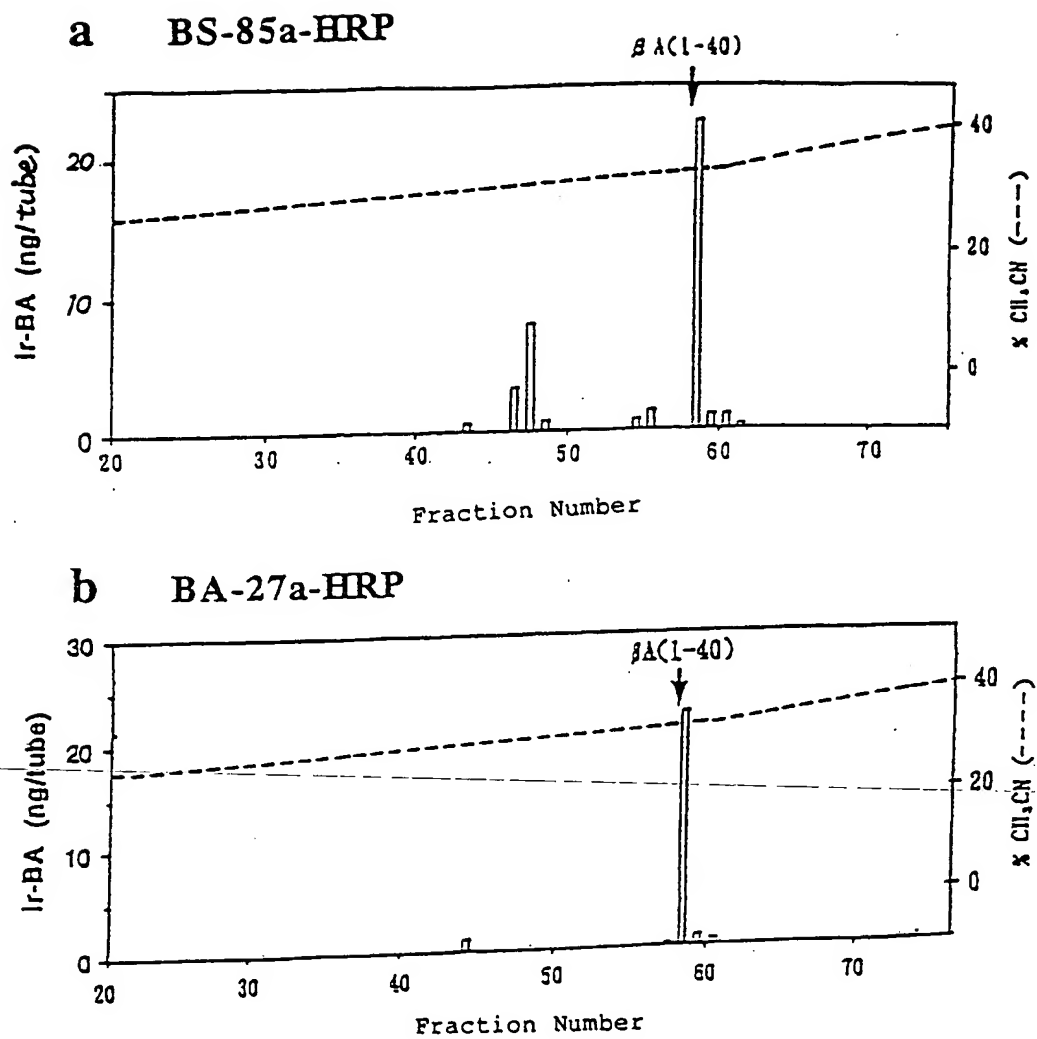 a BS-85a-HRP
βA(1-40)
Ir-BA (ng/tube)
20
10
0
20 30 40 50 60 70
40
20
0
% CH₃CN (----)
Fraction Number
b BA-27a-HRP
βA(1-40)
Ir-BA (ng/tube)
30
20
10
0
20 30 40 50 60 70
40
20
0
% CH₃CN (----)
Fraction Number